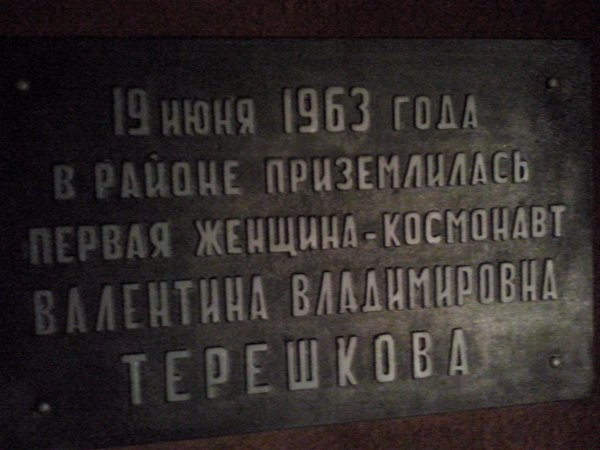 19 ИЮНЯ 1963 ГОДА
В РАЙОНЕ ПРИЗЕМЛИЛАСЬ
ПЕРВАЯ ЖЕНЩИНА-КОСМОНАВТ
ВАЛЕНТИНА ВЛАДИМИРОВНА
ТЕРЕШКОВА